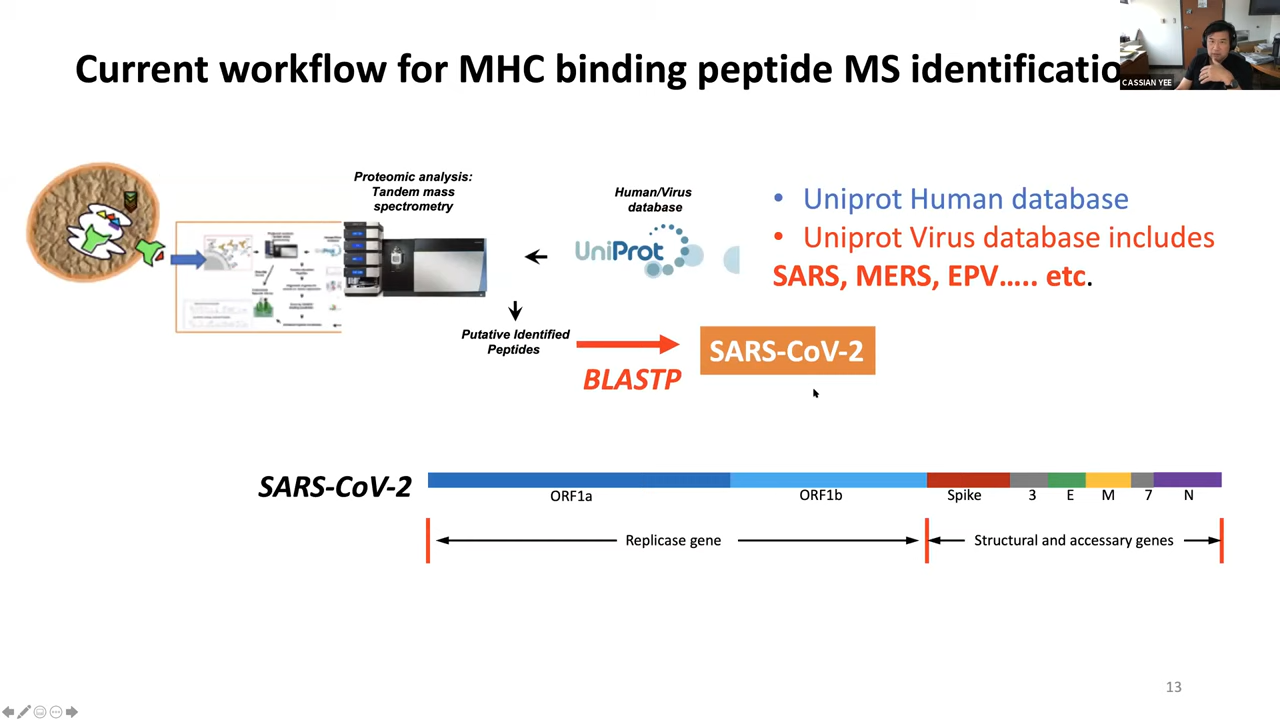 Current workflow for MHC binding peptide MS identificatio
CASSIAN YEE
Proteomic analysis:
Tandem mass
spectrometry
Human/Virus
database
UniProt
• Uniprot Human database
• Uniprot Virus database includes
SARS, MERS, EPV..... etc.
Putative Identified
Peptides
BLASTP
SARS-CoV-2
SARS-CoV-2
ORF1a
ORF1b
Spike
3
E
M
7
N
Replicase gene
Structural and accessary genes
13